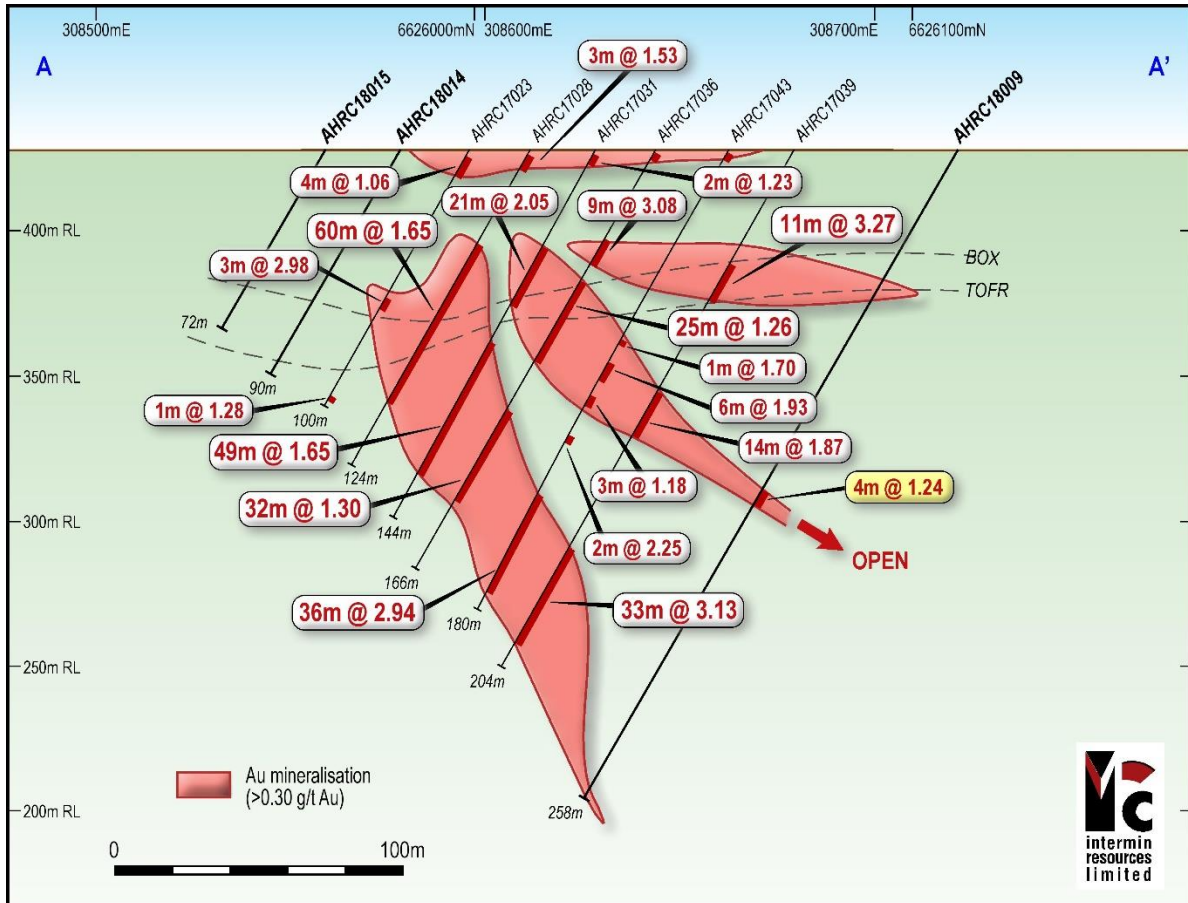 308500mE
6626000mN
308600mE
308700mE
6626100mN
A
A'
AHRC18015
AHRC18014
AHRC17023
AHRC17028
AHRC17031
AHRC17036
AHRC17043
AHRC17039
AHRC18009
3m @ 1.53
4m @ 1.06
2m @ 1.23
21m @ 2.05
9m @ 3.08
11m @ 3.27
60m @ 1.65
400m RL
3m @ 2.98
BOX
TOFR
72m
25m @ 1.26
1m @ 1.70
350m RL
90m
100m
1m @ 1.28
6m @ 1.93
49m @ 1.65
14m @ 1.87
124m
3m @ 1.18
4m @ 1.24
32m @ 1.30
300m RL
144m
2m @ 2.25
OPEN
166m
36m @ 2.94
180m
33m @ 3.13
250m RL
204m
Au mineralisation
(>0.30 g/t Au)
200m RL
258m
0
100m
intermin
resources
limited